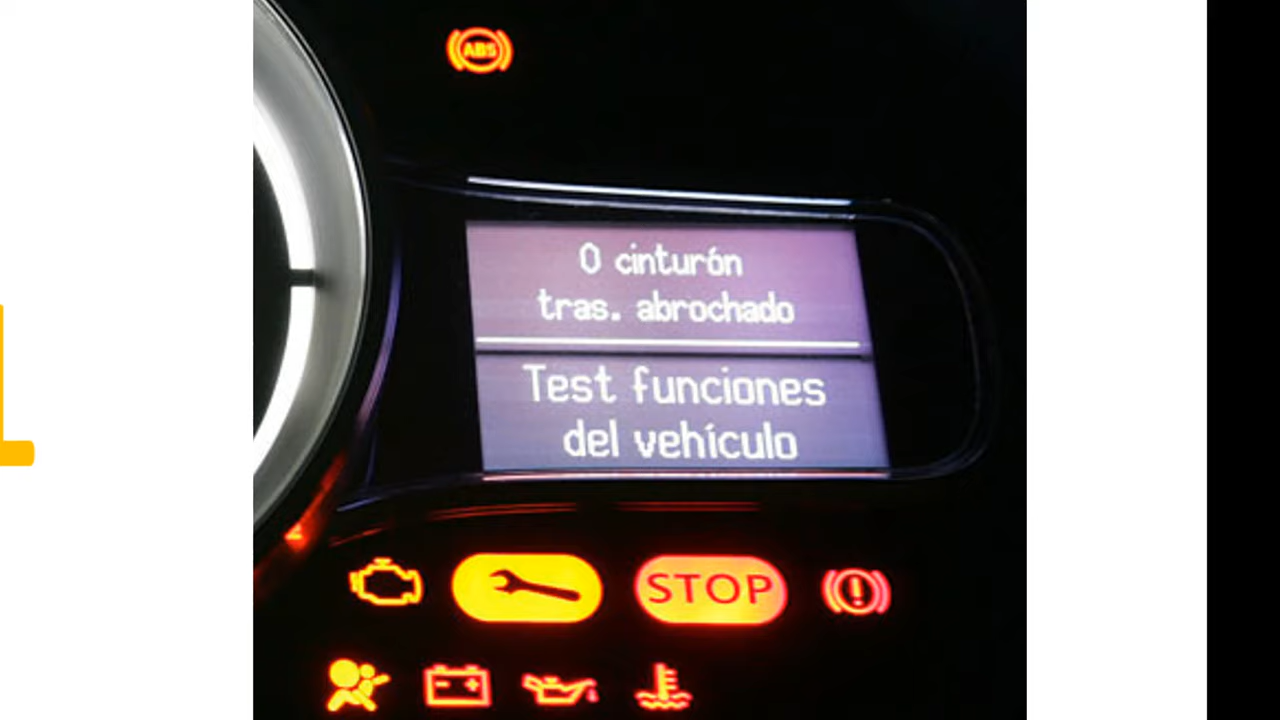 ABS
0 cinturón
tras. abrochado
Test funciones
del vehículo
STOP